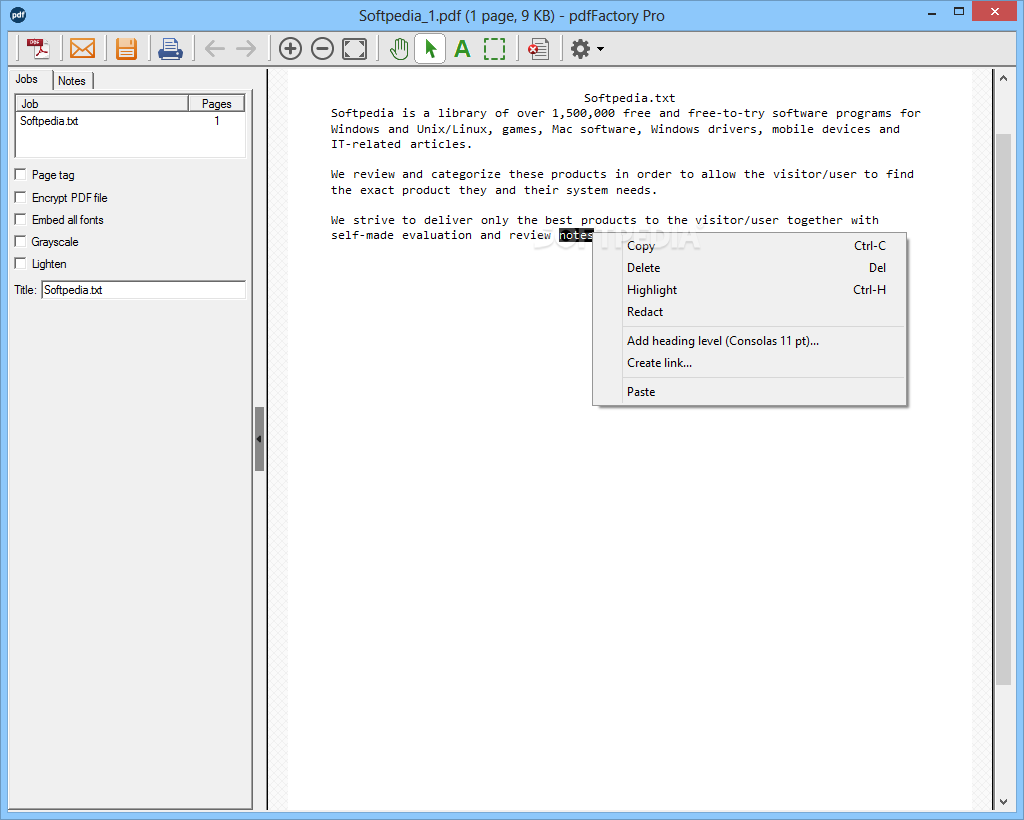 pdf
Softpedia_1.pdf (1 page, 9 KB) - pdfFactory Pro
PDF
A
Jobs
Notes
Job Pages
Softpedia.txt 1
Page tag
Encrypt PDF file
Embed all fonts
Grayscale
Lighten
Title: Softpedia.txt
Softpedia.txt
Softpedia is a library of over 1,500,000 free and free-to-try software programs for
Windows and Unix/Linux, games, Mac software, Windows drivers, mobile devices and
IT-related articles.
We review and categorize these products in order to allow the visitor/user to find
the exact product they and their system needs.
We strive to deliver only the best products to the visitor/user together with
self-made evaluation and review notes
SOFTPEDIA
Copy Ctrl-C
Delete Del
Highlight Ctrl-H
Redact
Add heading level (Consolas 11 pt)...
Create link...
Paste